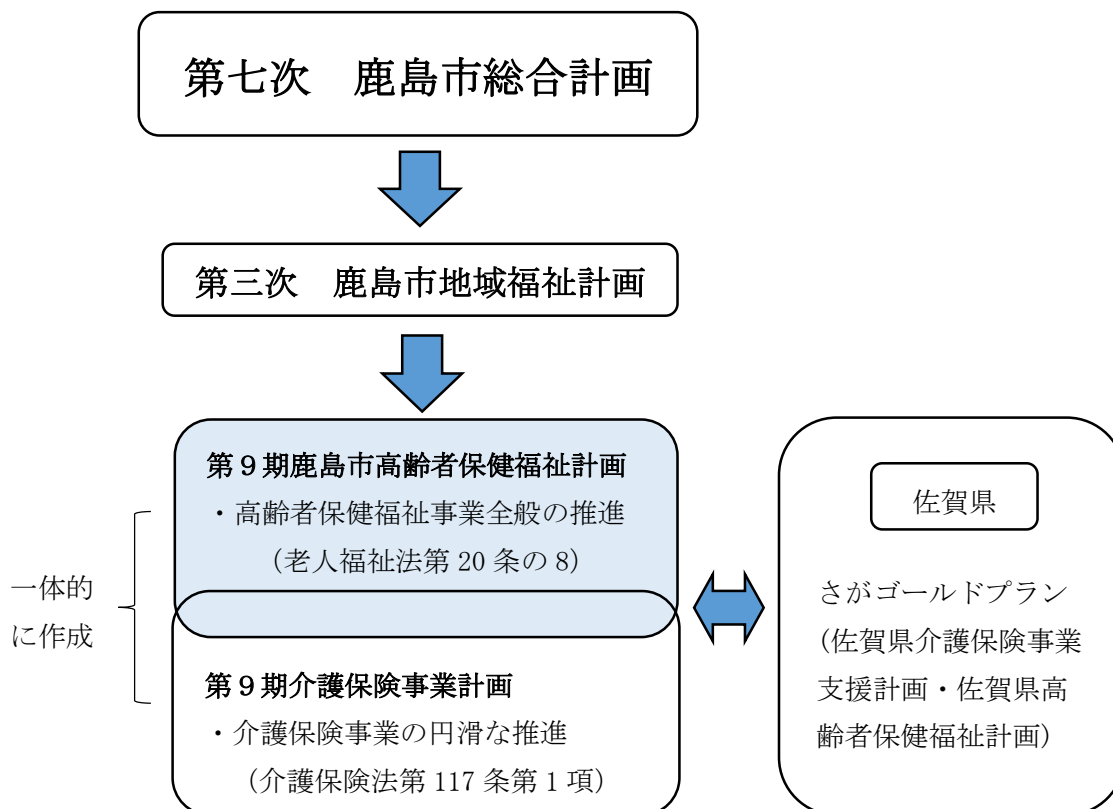 第七次　鹿島市総合計画
第三次　鹿島市地域福祉計画
第９期鹿島市高齢者保健福祉計画
・高齢者保健福祉事業全般の推進
（老人福祉法第 20 条の 8）
一体的
に作成
第９期介護保険事業計画
・介護保険事業の円滑な推進
（介護保険法第 117 条第 1 項）
佐賀県
さがゴールドプラン
（佐賀県介護保険事業
支援計画・佐賀県高
齢者保健福祉計画）